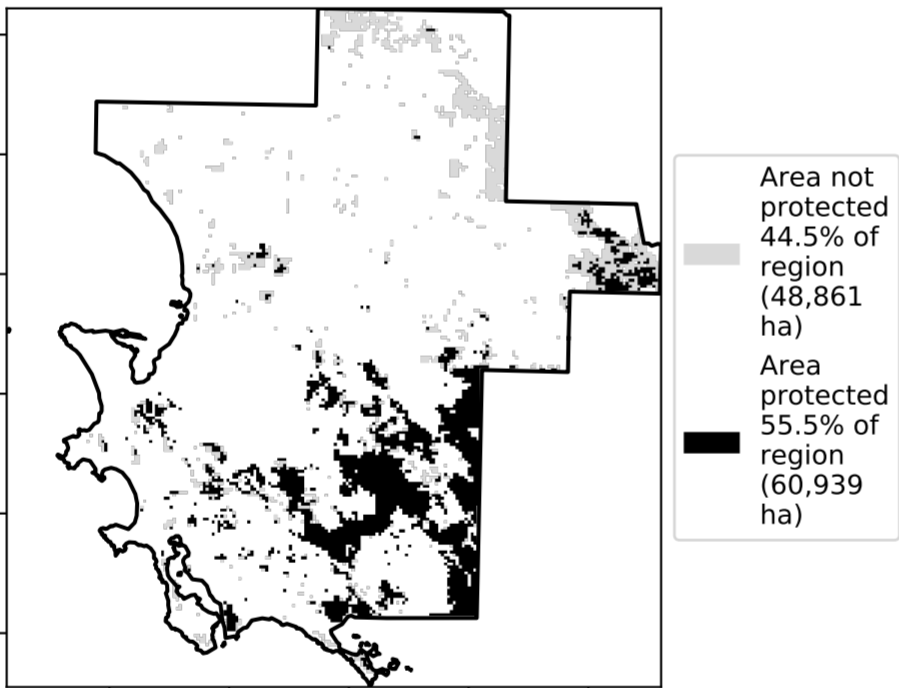 Area not
protected
44.5% of
region
(48,861
ha)
Area
protected
55.5% of
region
(60,939
ha)